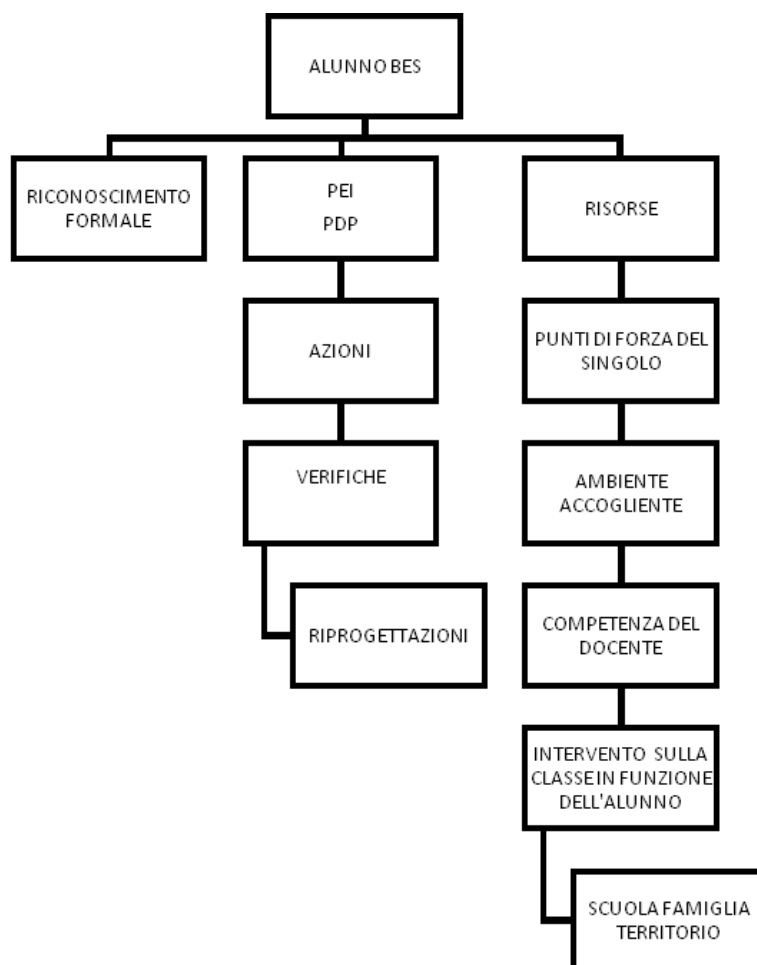 ALUNNO BES
RICONOSCIMENTO
FORMALE
PEI
PDP
RISORSE
AZIONI
PUNTI DI FORZA DEL
SINGOLO
VERIFICHE
AMBIENTE
ACCOGLIENTE
RIPROGETTAZIONI
COMPETENZA DEL
DOCENTE
INTERVENTO SULLA
CLASSE IN FUNZIONE
DELL'ALUNNO
SCUOLA FAMIGLIA
TERRITORIO